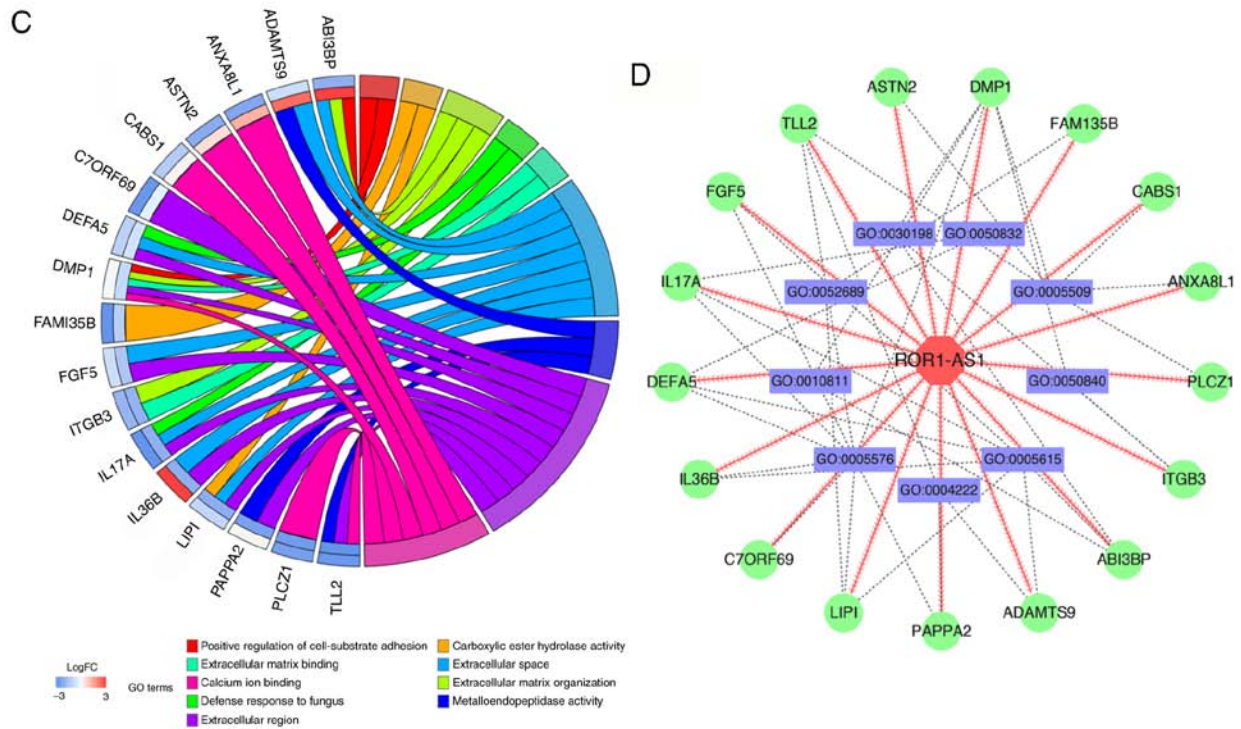 C
ABI3BP
ADAMTS9
ANXA8L1
ASTN2
CABS1
C7ORF69
DEFA5
DMP1
FAMI35B
FGF5
ITGB3
IL17A
IL36B
LIPI
PAPPA2
PLCZ1
TLL2
LogFC
-3 3
GO terms
Positive regulation of cell-substrate adhesion
Extracellular matrix binding
Calcium ion binding
Defense response to fungus
Extracellular region
Carboxylic ester hydrolase activity
Extracellular space
Extracellular matrix organization
Metalloendopeptidase activity
D
ASTN2
DMP1
TLL2
FAM135B
FGF5
CABS1
GO:0030198
GO:0050832
IL17A
GO:0052689
GO:0005509
ANXA8L1
ROR1-AS1
DEFA5
GO:0010811
GO:0050840
PLCZ1
IL36B
GO:0005576
GO:0005615
ITGB3
GO:0004222
C7ORF69
ABI3BP
LIPI
ADAMTS9
PAPPA2